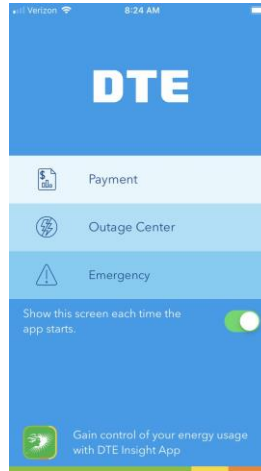 Verizon 8:24 AM
DTE
$
Payment
Outage Center
Emergency
Show this screen each time the
app starts.
Gain control of your energy usage
with DTE Insight App